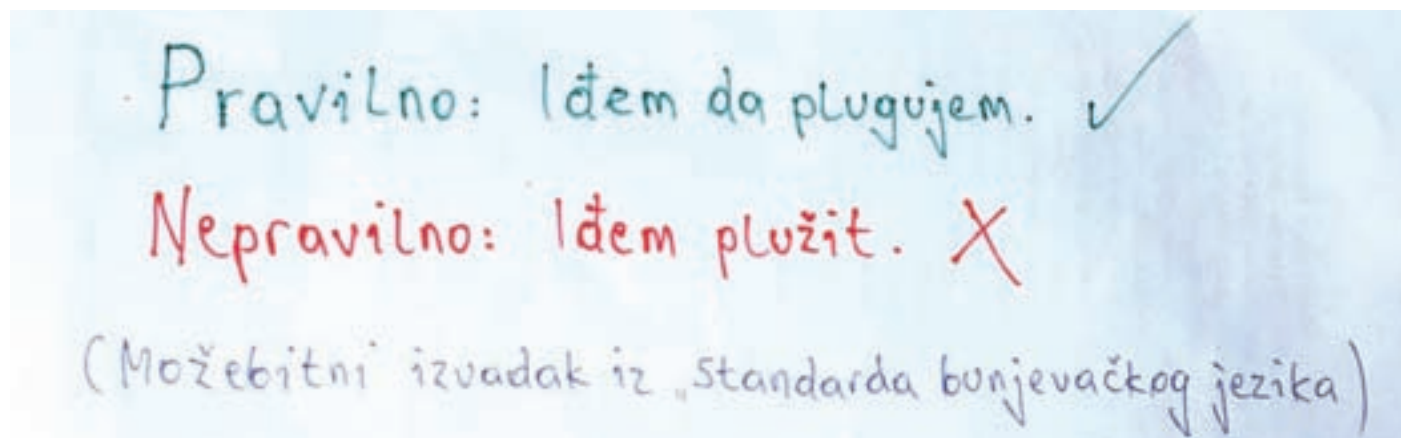 Pravilno: Iđem da plugujem. ✓
Nepravilno: Iđem plužit. X
(Možebitni izvadak iz „standarda bunjevačkog jezika)